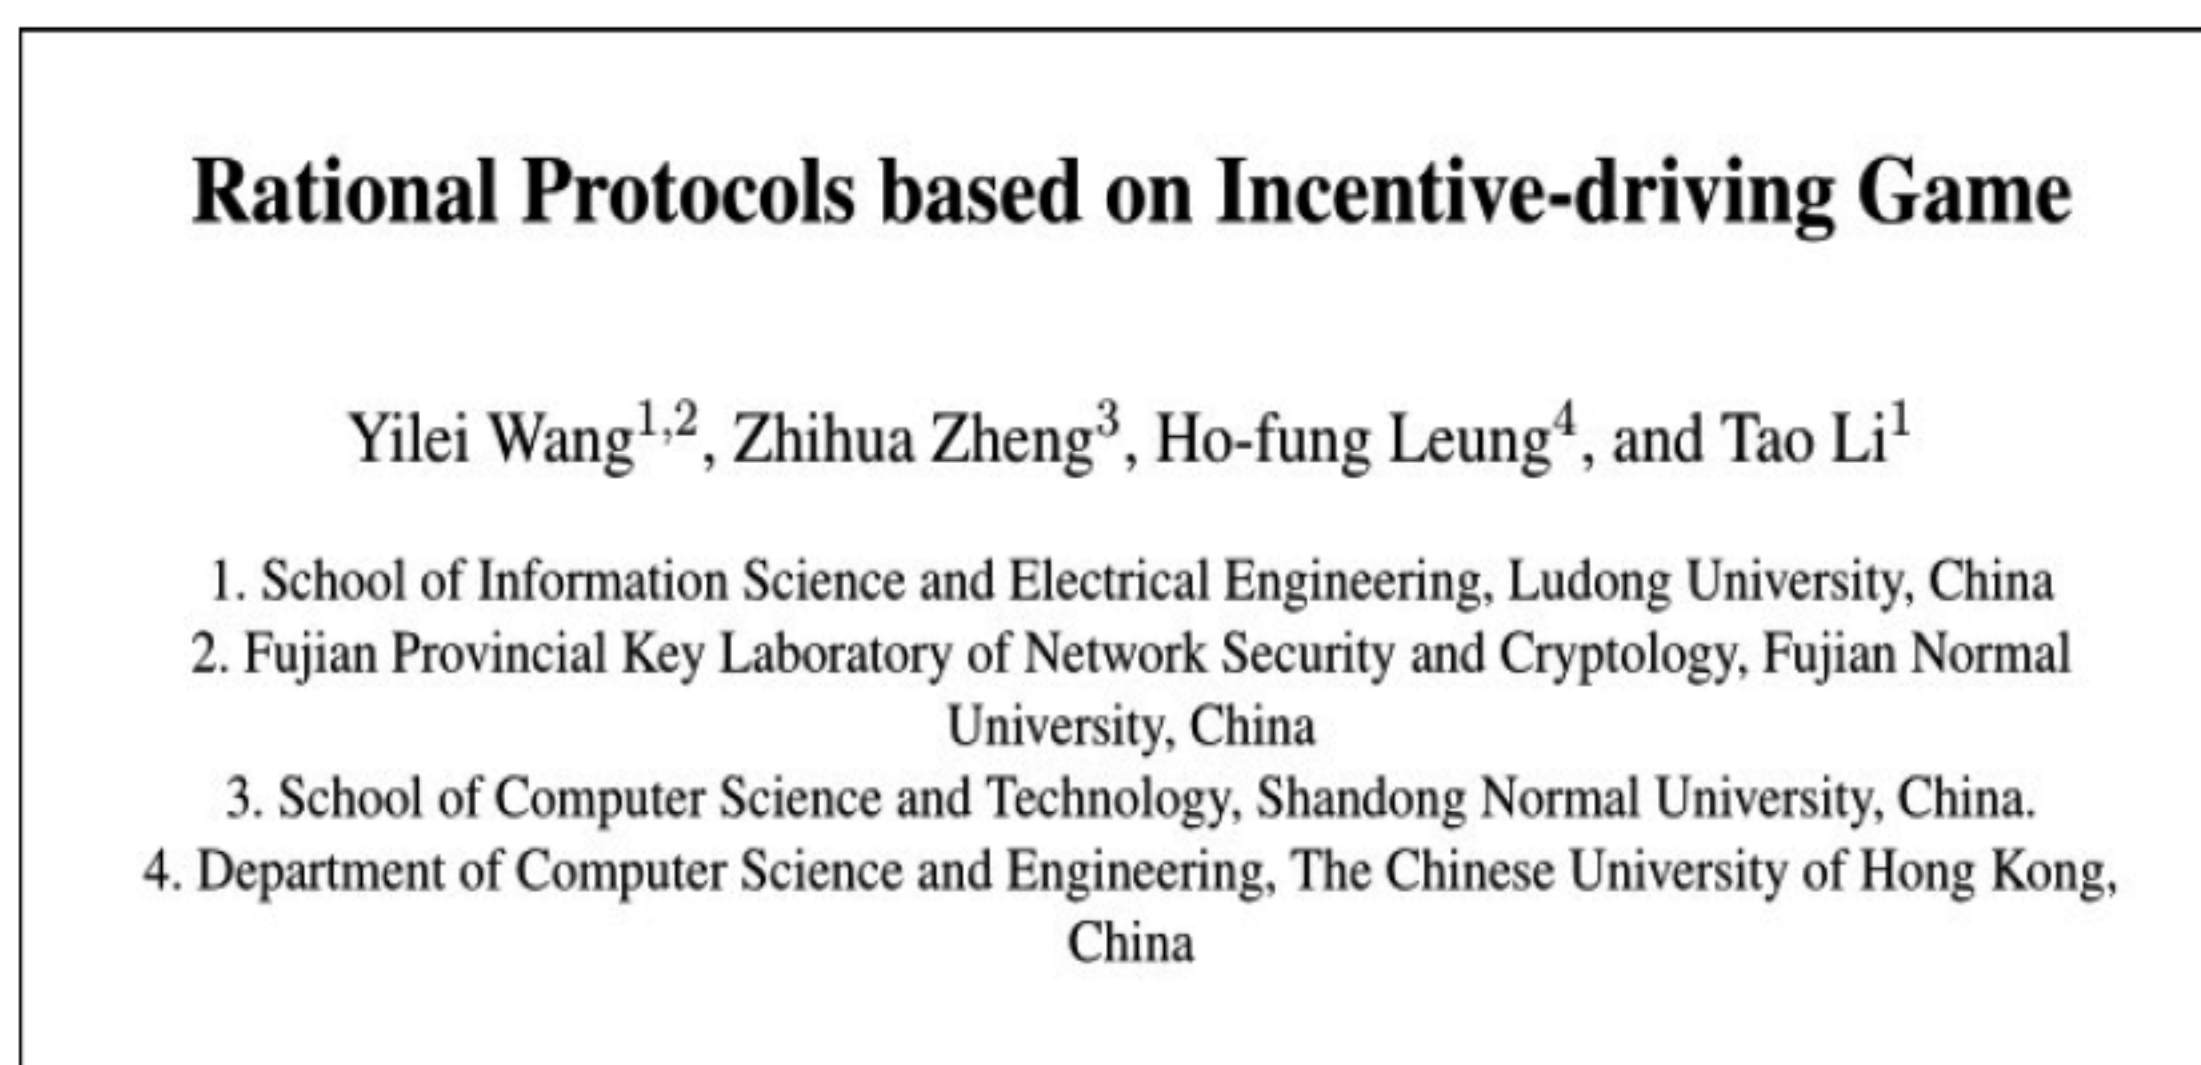 Rational Protocols based on Incentive-driving Game
Yilei Wang1,2, Zhihua Zheng3, Ho-fung Leung4, and Tao Li1
1. School of Information Science and Electrical Engineering, Ludong University, China
2. Fujian Provincial Key Laboratory of Network Security and Cryptology, Fujian Normal
University, China
3. School of Computer Science and Technology, Shandong Normal University, China.
4. Department of Computer Science and Engineering, The Chinese University of Hong Kong,
China